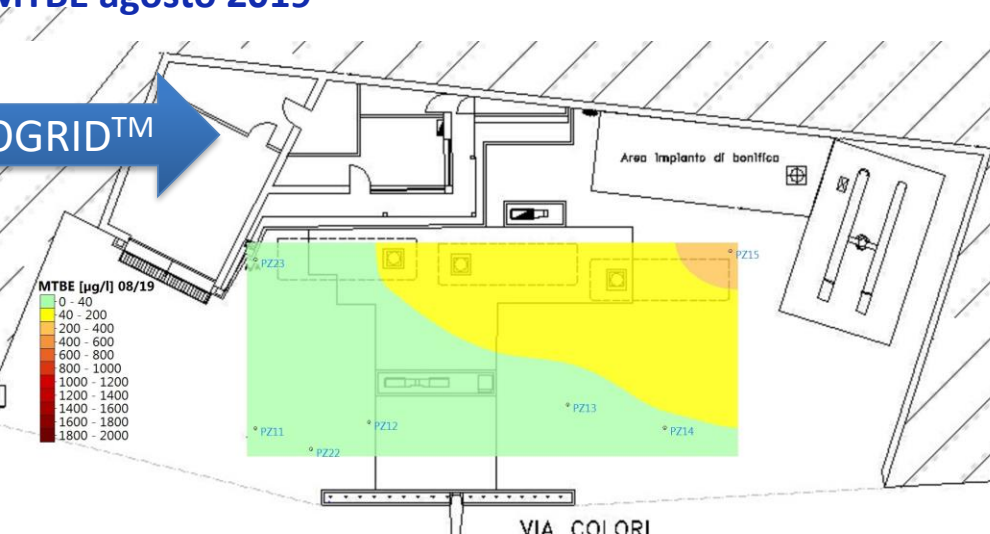 MTBE agosto 2019
OGRID™
Area Impianto di bonifica
PZ23
PZ15
MTBE [µg/l] 08/19
0 - 40
40 - 200
200 - 400
400 - 600
600 - 800
800 - 1000
1000 - 1200
1200 - 1400
1400 - 1600
1600 - 1800
1800 - 2000
PZ13
PZ11
PZ12
PZ14
PZ22
VIA COLORI